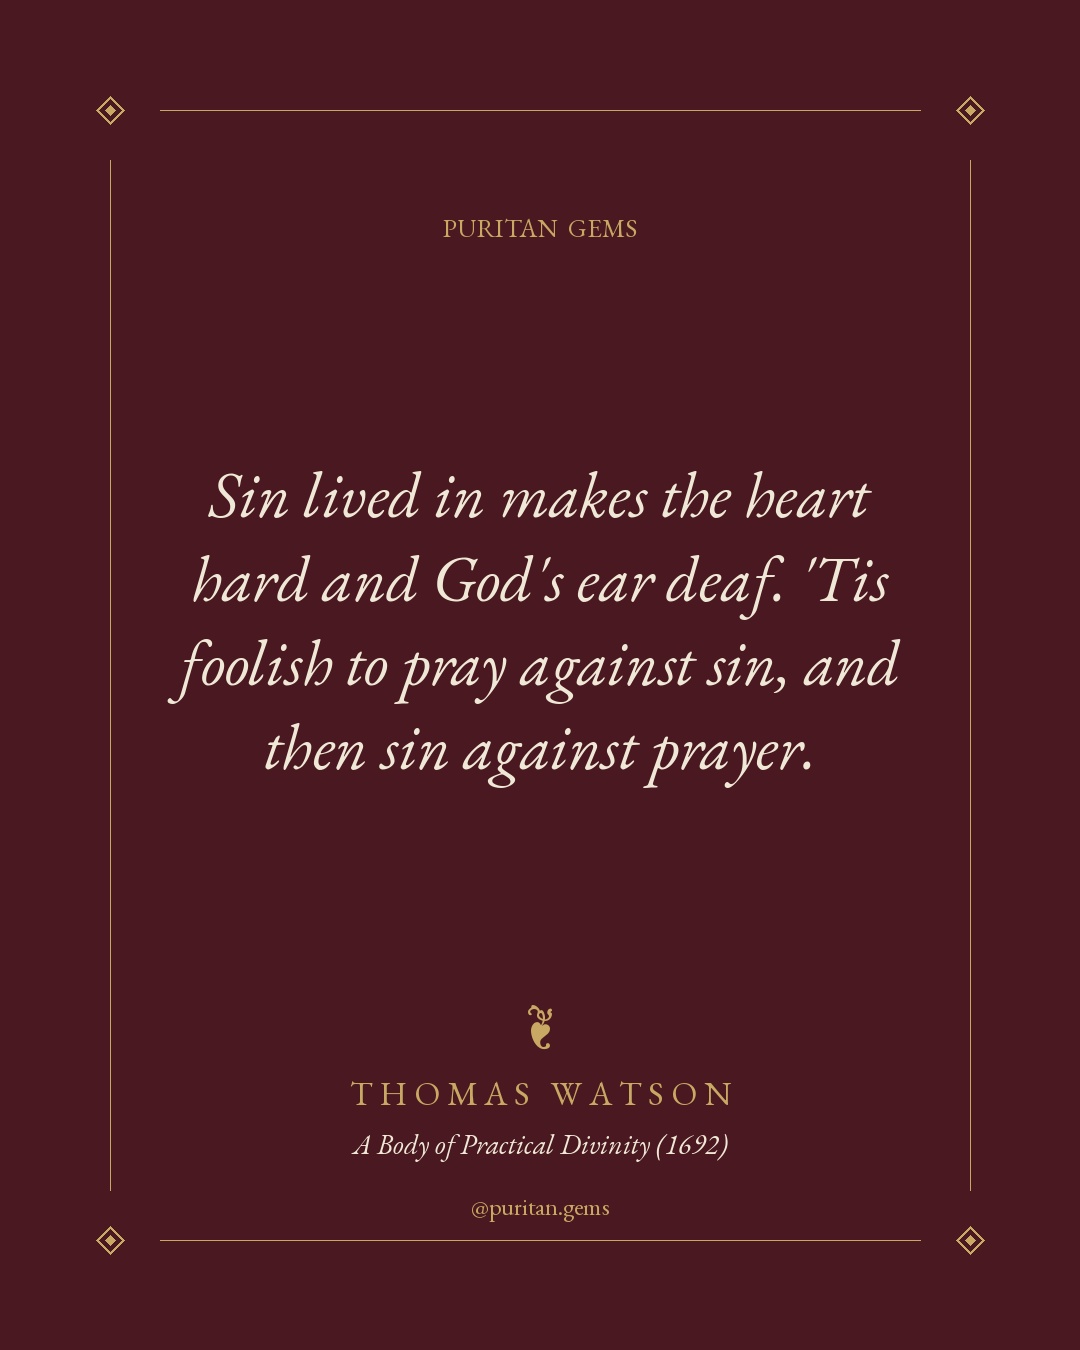 PURITAN GEMS
Sin lived in makes the heart
hard and God's ear deaf. 'Tis
foolish to pray against sin, and
then sin against prayer.
THOMAS WATSON
A Body of Practical Divinity (1692)
@puritan.gems